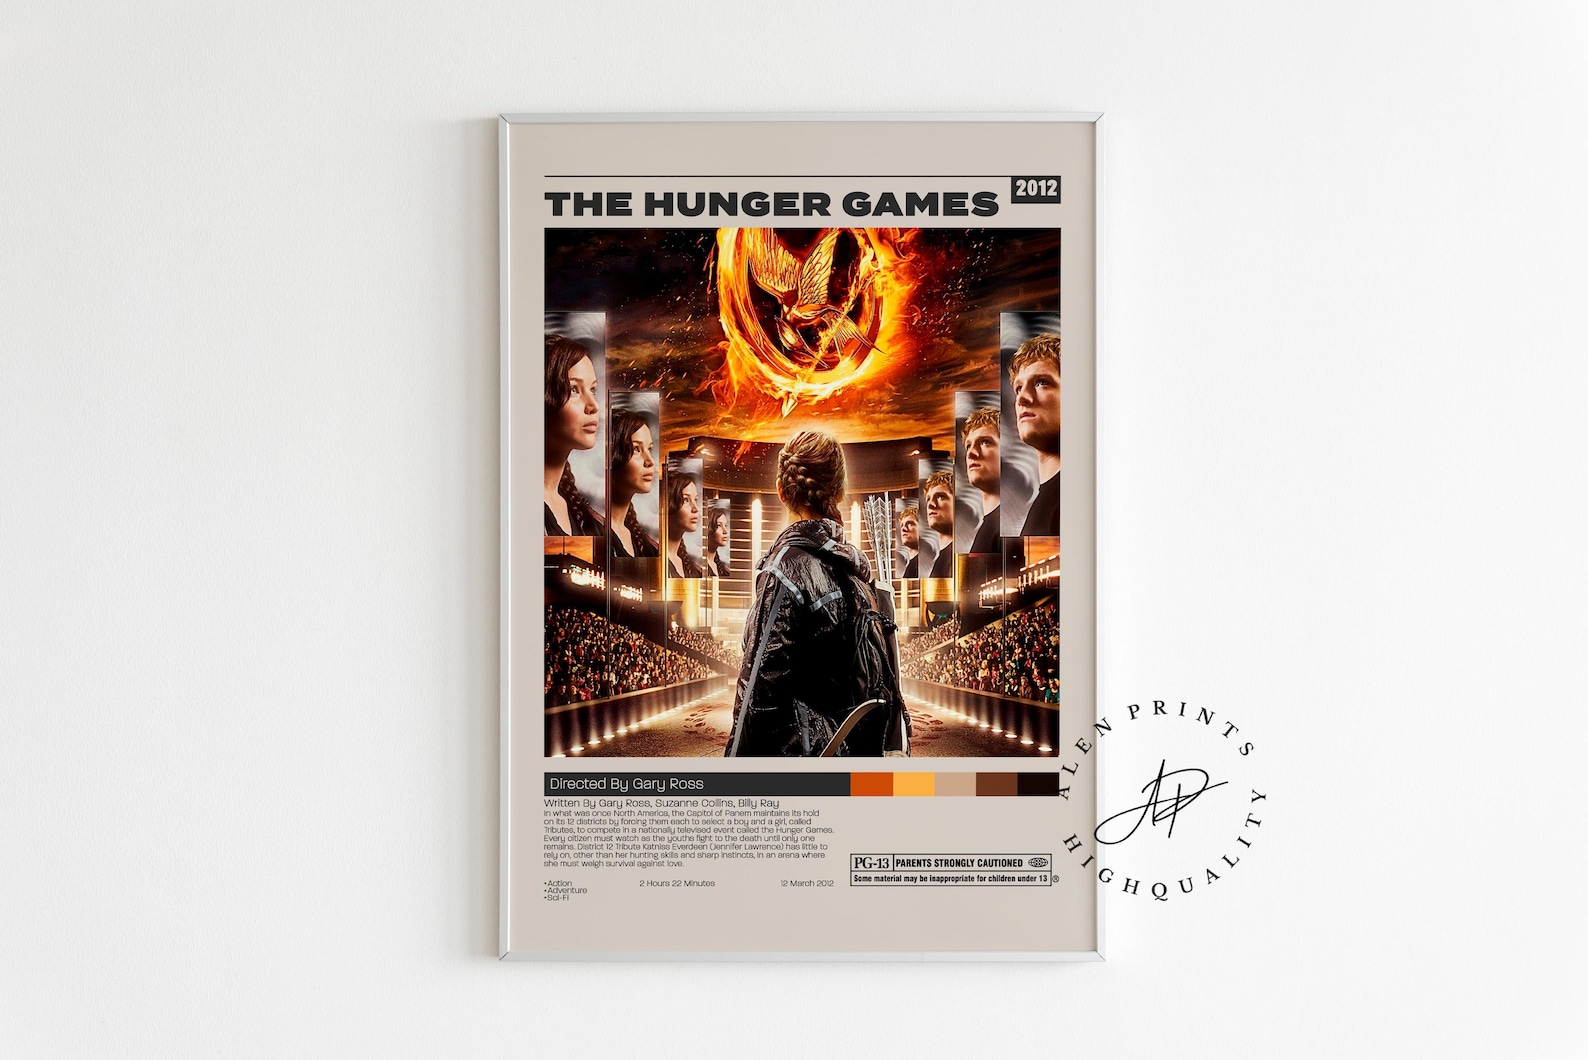 THE HUNGER GAMES
2012
Directed By Gary Ross
Written By Gary Ross, Suzanne Collins, Billy Ray
In what was once North America, the Capitol of Panem maintains its hold
on its 12 districts by forcing them each to select a boy and a girl, called
Tributes, to compete in a nationally televised event called the Hunger Games.
Every citizen must watch as the youths fight to the death until only one
remains. District 12 Tribute Katniss Everdeen (Jennifer Lawrence) has little to
rely on, other than her hunting skills and sharp instincts, in an arena where
she must weigh survival against love.
•Action
•Adventure
•Sci-Fi
2 Hours 22 Minutes
12 March 2012
PG-13 PARENTS STRONGLY CAUTIONED
Some material may be inappropriate for children under 13 ®
ALEN PRINTS
AP
HIGHQUALITY